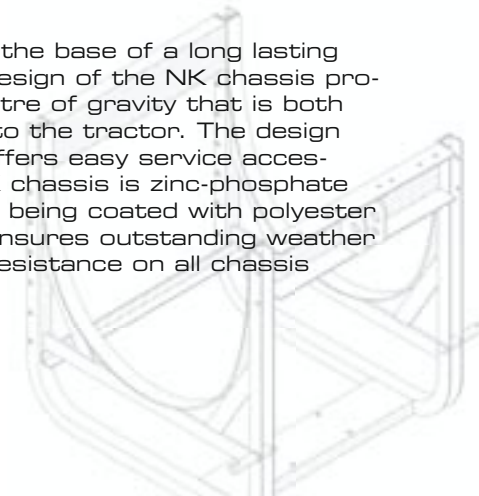 the base of a long lasting
esign of the NK chassis pro-
tre of gravity that is both
to the tractor. The design
ffers easy service acces-
chassis is zinc-phosphate
being coated with polyester
nsures outstanding weather
esistance on all chassis